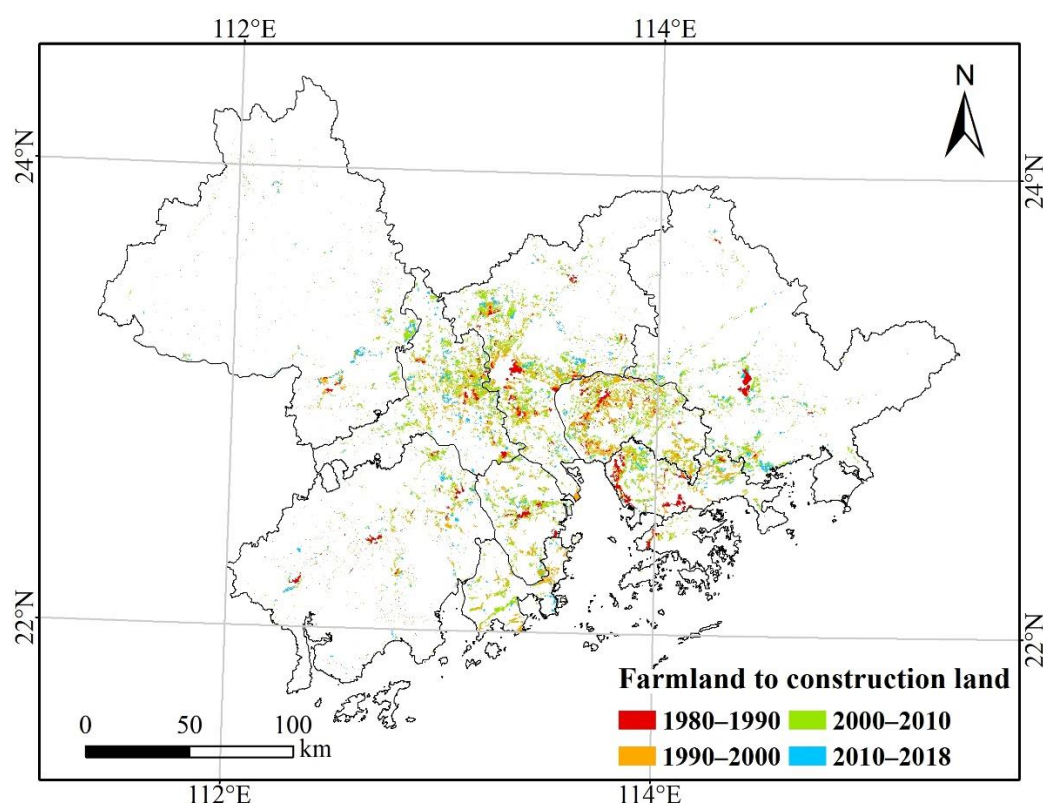 112°E 114°E
N
24°N 24°N
22°N 22°N
Farmland to construction land
1980–1990 2000–2010
1990–2000 2010–2018
0 50 100
km
112°E 114°E